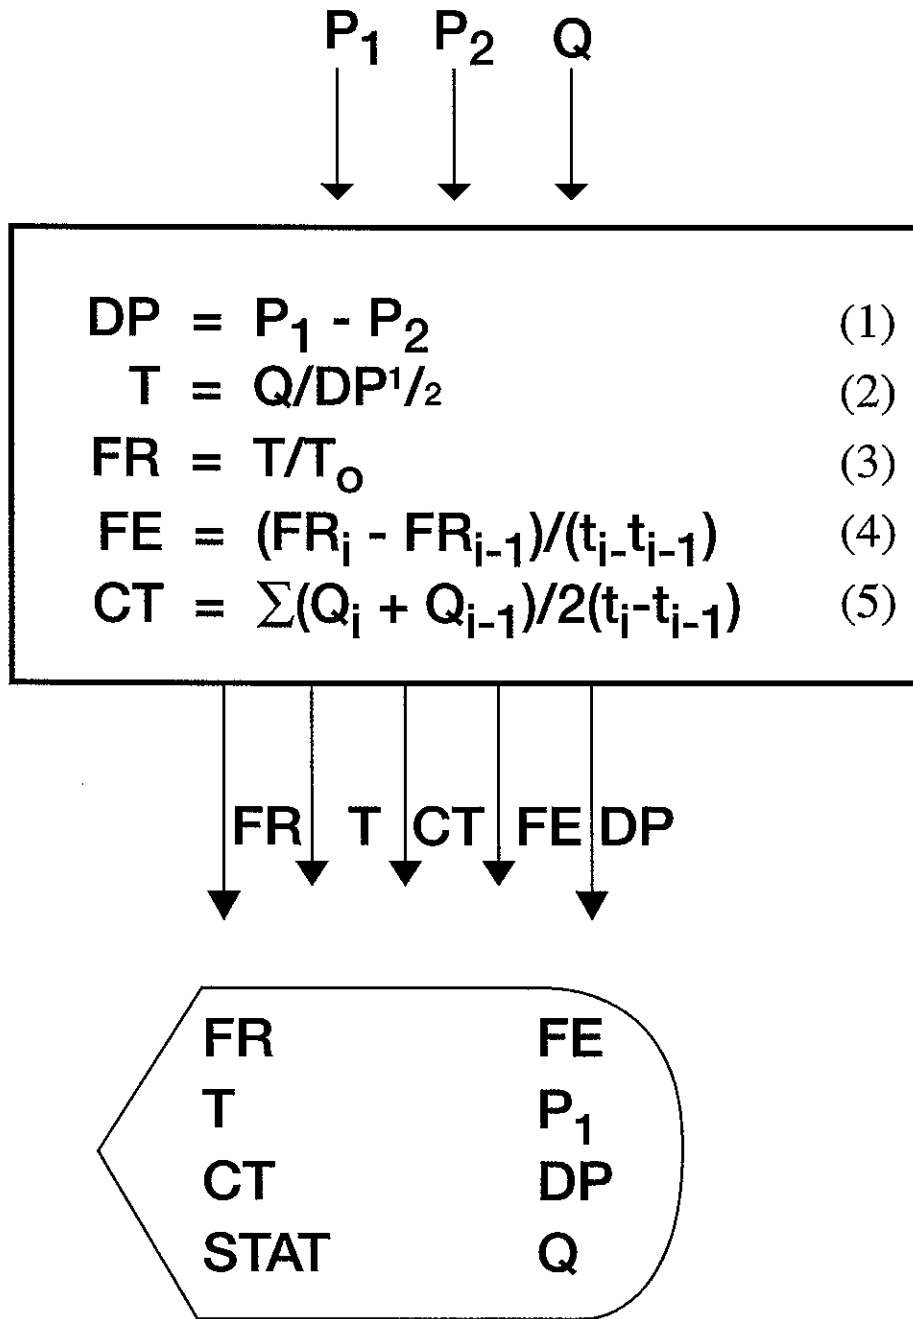 P₁ P₂ Q
DP = P₁ - P₂ (1)
T = Q/DP¹/₂ (2)
FR = T/Tₒ (3)
FE = (FRᵢ - FRᵢ₋₁)/(tᵢ₋tᵢ₋₁) (4)
CT = ∑(Qᵢ + Qᵢ₋₁)/2(tᵢ-tᵢ₋₁) (5)
FR T CT FE DP
FR FE
T P₁
CT DP
STAT Q